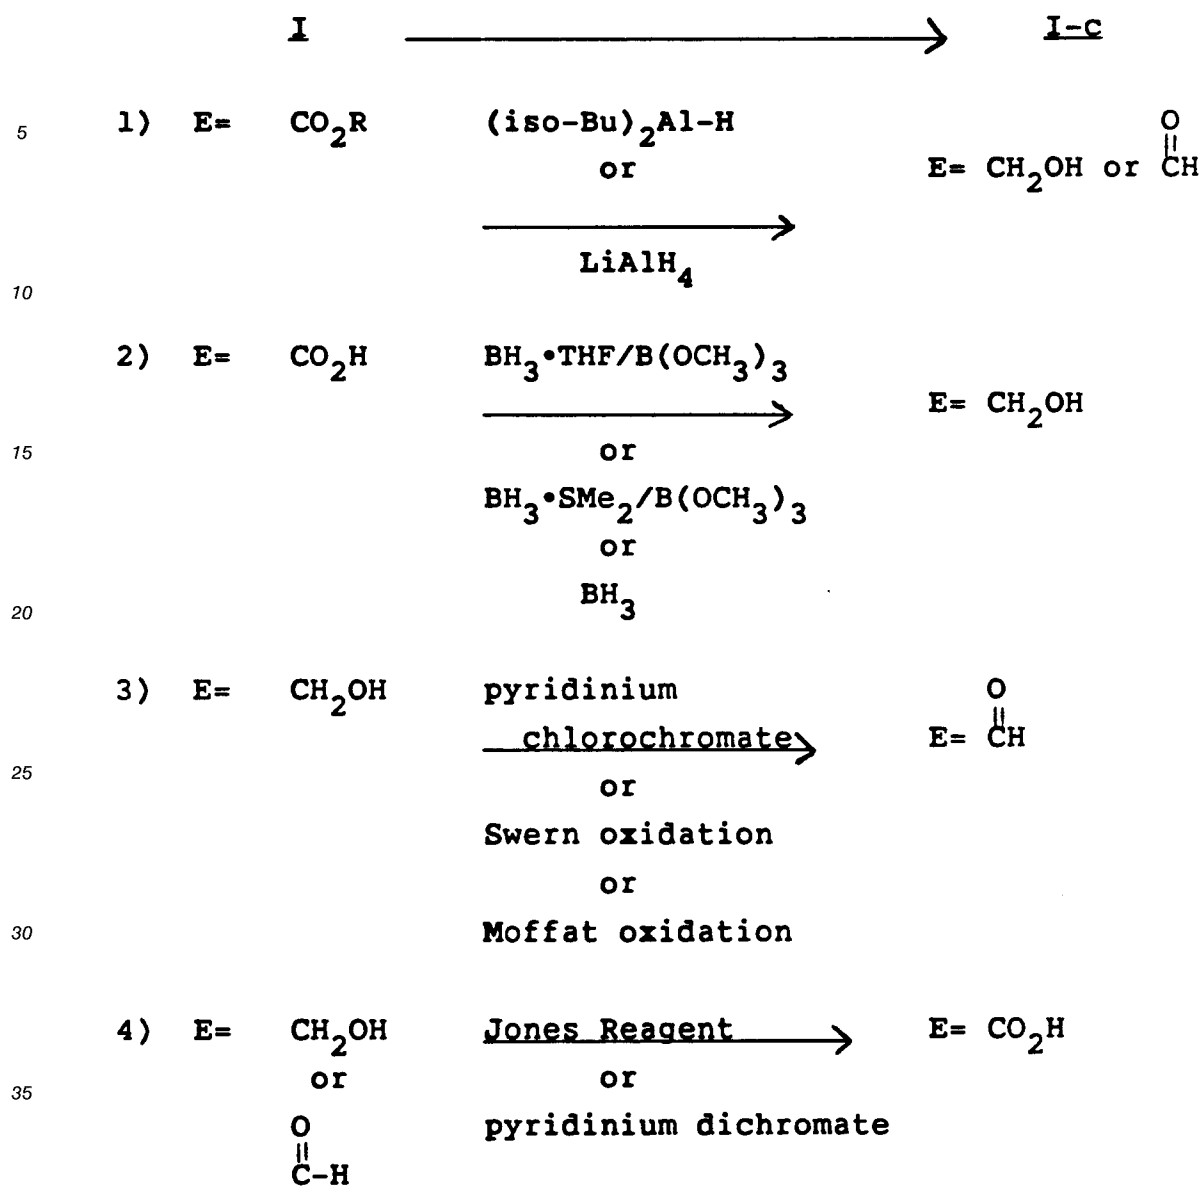 I I-c
5 1) E= CO2R (iso-Bu)2Al-H O
or E= CH2OH or CH
LiAlH4
10
2) E= CO2H BH3•THF/B(OCH3)3
E= CH2OH
15 or
BH3•SMe2/B(OCH3)3
or
BH3
20
3) E= CH2OH pyridinium O
chlorochromate E= CH
25
or
Swern oxidation
or
30 Moffat oxidation
4) E= CH2OH Jones Reagent E= CO2H
or or
35
O pyridinium dichromate
C-H